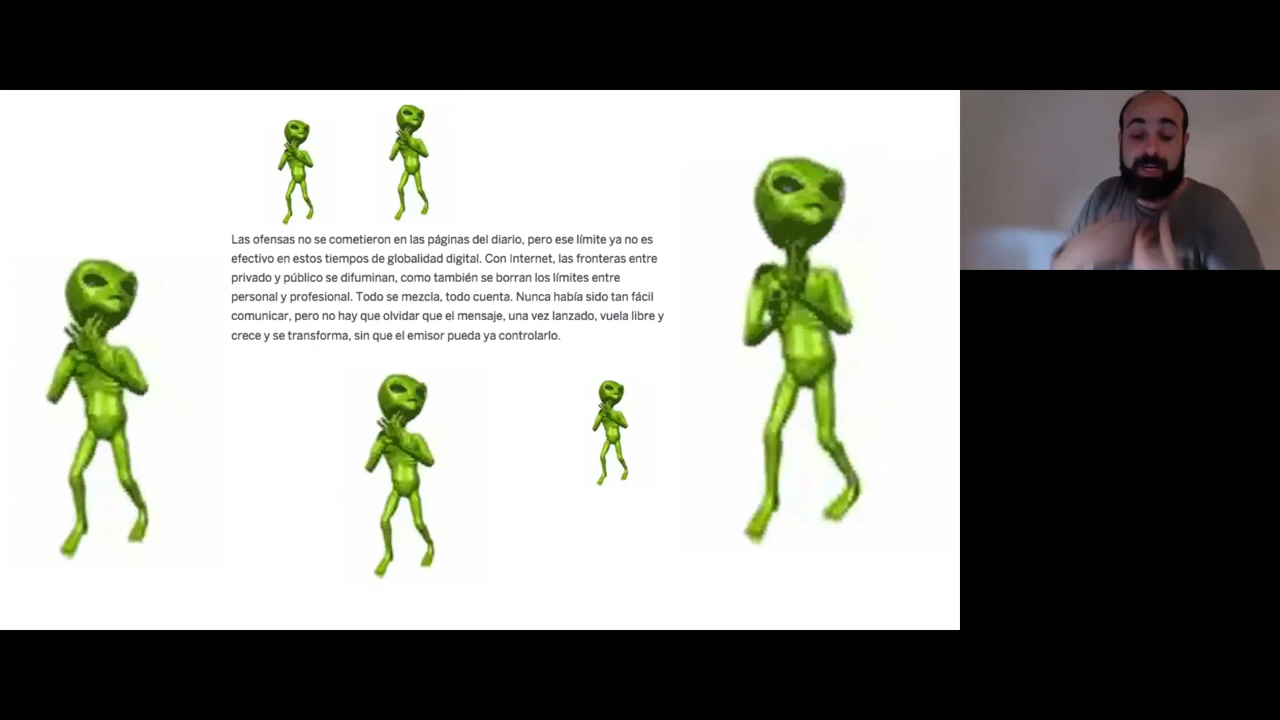 Las ofensas no se cometieron en las páginas del diario, pero ese límite ya no es
efectivo en estos tiempos de globalidad digital. Con Internet, las fronteras entre
privado y público se difuminan, como también se borran los límites entre
personal y profesional. Todo se mezcla, todo cuenta. Nunca había sido tan fácil
comunicar, pero no hay que olvidar que el mensaje, una vez lanzado, vuela libre y
crece y se transforma, sin que el emisor pueda ya controlarlo.